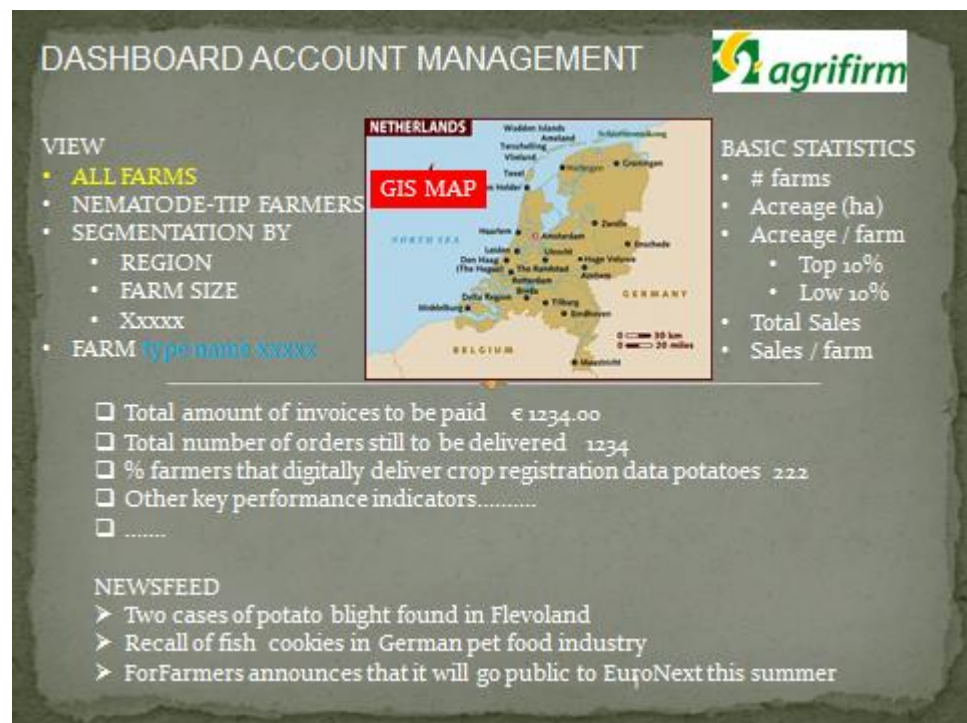 DASHBOARD ACCOUNT MANAGEMENT
agrifirm
VIEW
• ALL FARMS
• NEMATODE-TIP FARMERS
• SEGMENTATION BY
• REGION
• FARM SIZE
• Xxxxx
• FARM type name xxxxx
NETHERLANDS
GIS MAP
Wadden Islands
Ameland
Terschelling
Vlieland
Texel
Harlingen
Groningen
n Helder
Zwolle
Haarlem
Amsterdam
Enschede
NORTH SEA
Leiden
Utrecht
Hoge Veluwe
Den Haag
(The Hague)
The Randstad
Arnhem
Rotterdam
Breda
GERMANY
Delta Region
Tilburg
Middelburg
Eindhoven
0 30 km
0 20 miles
BELGIUM
Maastricht
BASIC STATISTICS
• # farms
• Acreage (ha)
• Acreage / farm
• Top 10%
• Low 10%
• Total Sales
• Sales / farm
❑ Total amount of invoices to be paid € 1234.00
❑ Total number of orders still to be delivered 1234
❑ % farmers that digitally deliver crop registration data potatoes 222
❑ Other key performance indicators..........
❑ .......
NEWSFEED
➢ Two cases of potato blight found in Flevoland
➢ Recall of fish cookies in German pet food industry
➢ ForFarmers announces that it will go public to EuroNext this summer